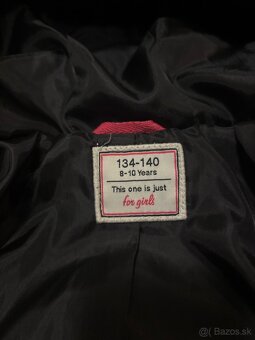 134-140
8-10 Years
This one is just
for girls
Bazos.sk